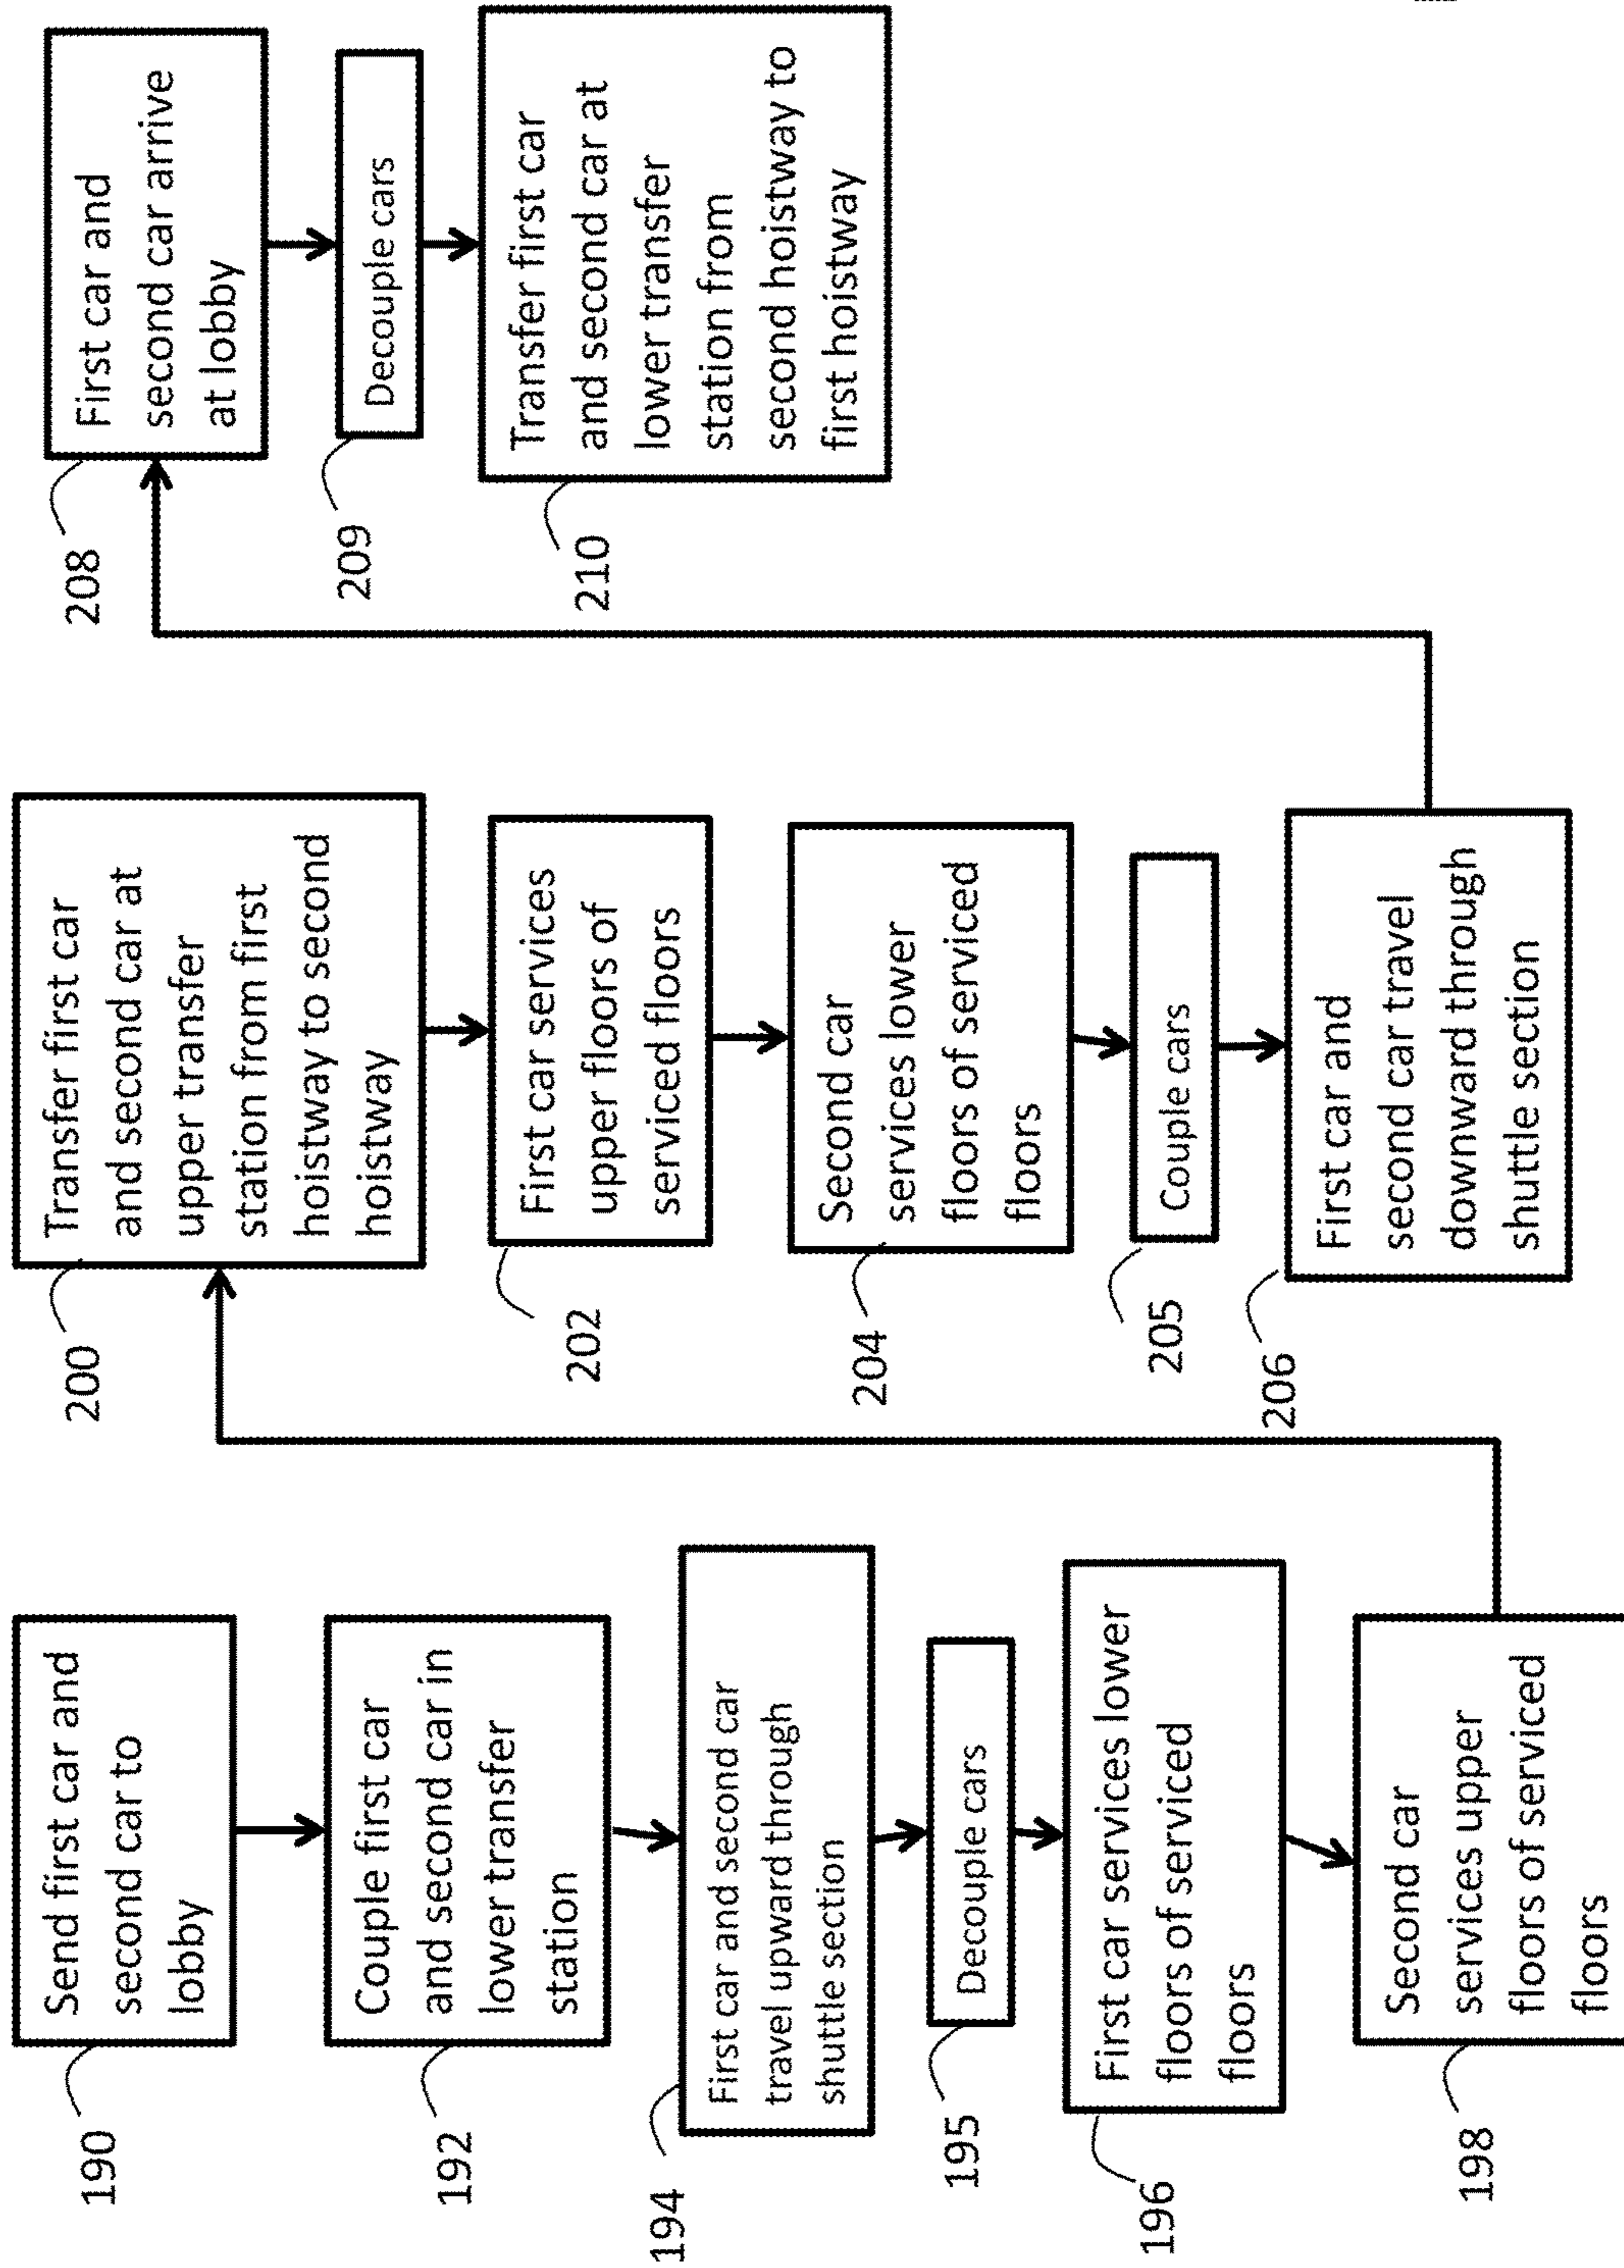 190
Send first car and
second car to
lobby
192
Couple first car
and second car in
lower transfer
station
194
First car and second car
travel upward through
shuttle section
195
Decouple cars
196
First car services lower
floors of serviced
floors
198
Second car
services upper
floors of serviced
floors
200
Transfer first car
and second car at
upper transfer
station from first
hoistway to second
hoistway
202
First car services
upper floors of
serviced floors
204
Second car
services lower
floors of serviced
floors
205
Couple cars
206
First car and
second car travel
downward through
shuttle section
208
First car and
second car arrive
at lobby
209
Decouple cars
210
Transfer first car
and second car at
lower transfer
station from
second hoistway to
first hoistway